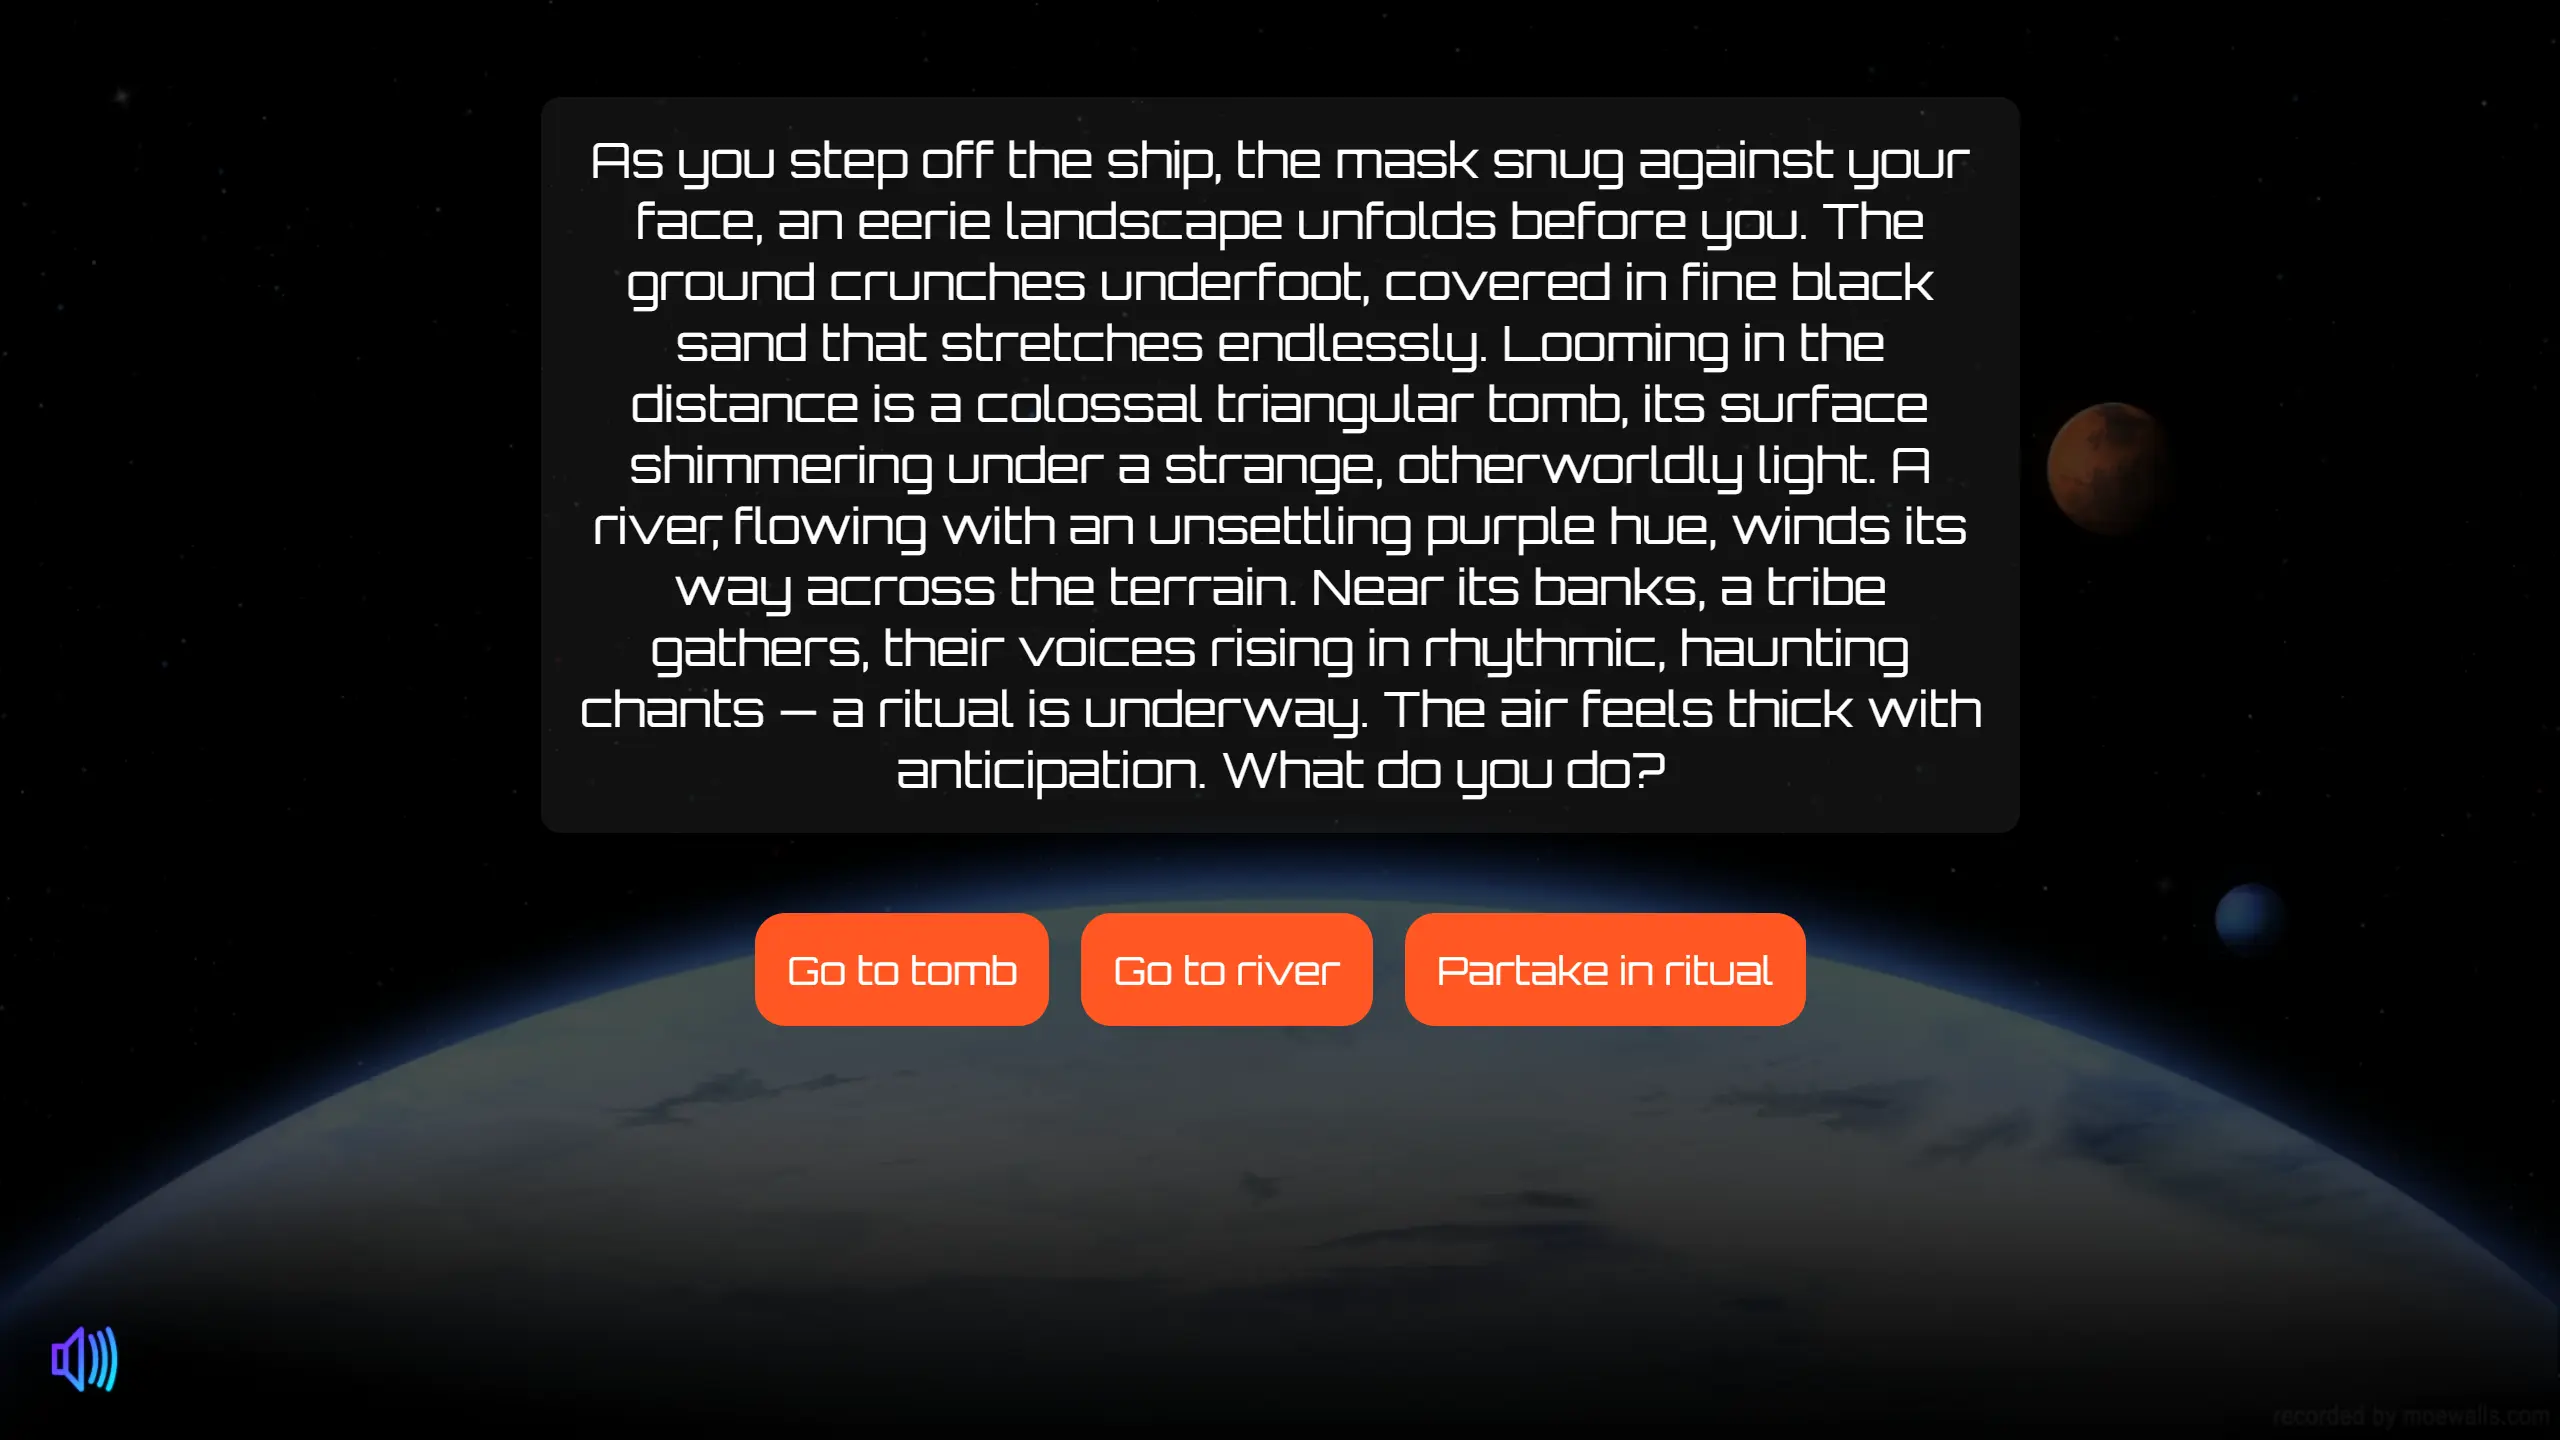 As you step off the ship, the mask snug against your
face, an eerie landscape unfolds before you. The
ground crunches underfoot, covered in fine black
sand that stretches endlessly. Looming in the
distance is a colossal triangular tomb, its surface
shimmering under a strange, otherworldly light. A
river, flowing with an unsettling purple hue, winds its
way across the terrain. Near its banks, a tribe
gathers, their voices rising in rhythmic, haunting
chants — a ritual is underway. The air feels thick with
anticipation. What do you do?
Go to tomb
Go to river
Partake in ritual
recorded by moewalls.com